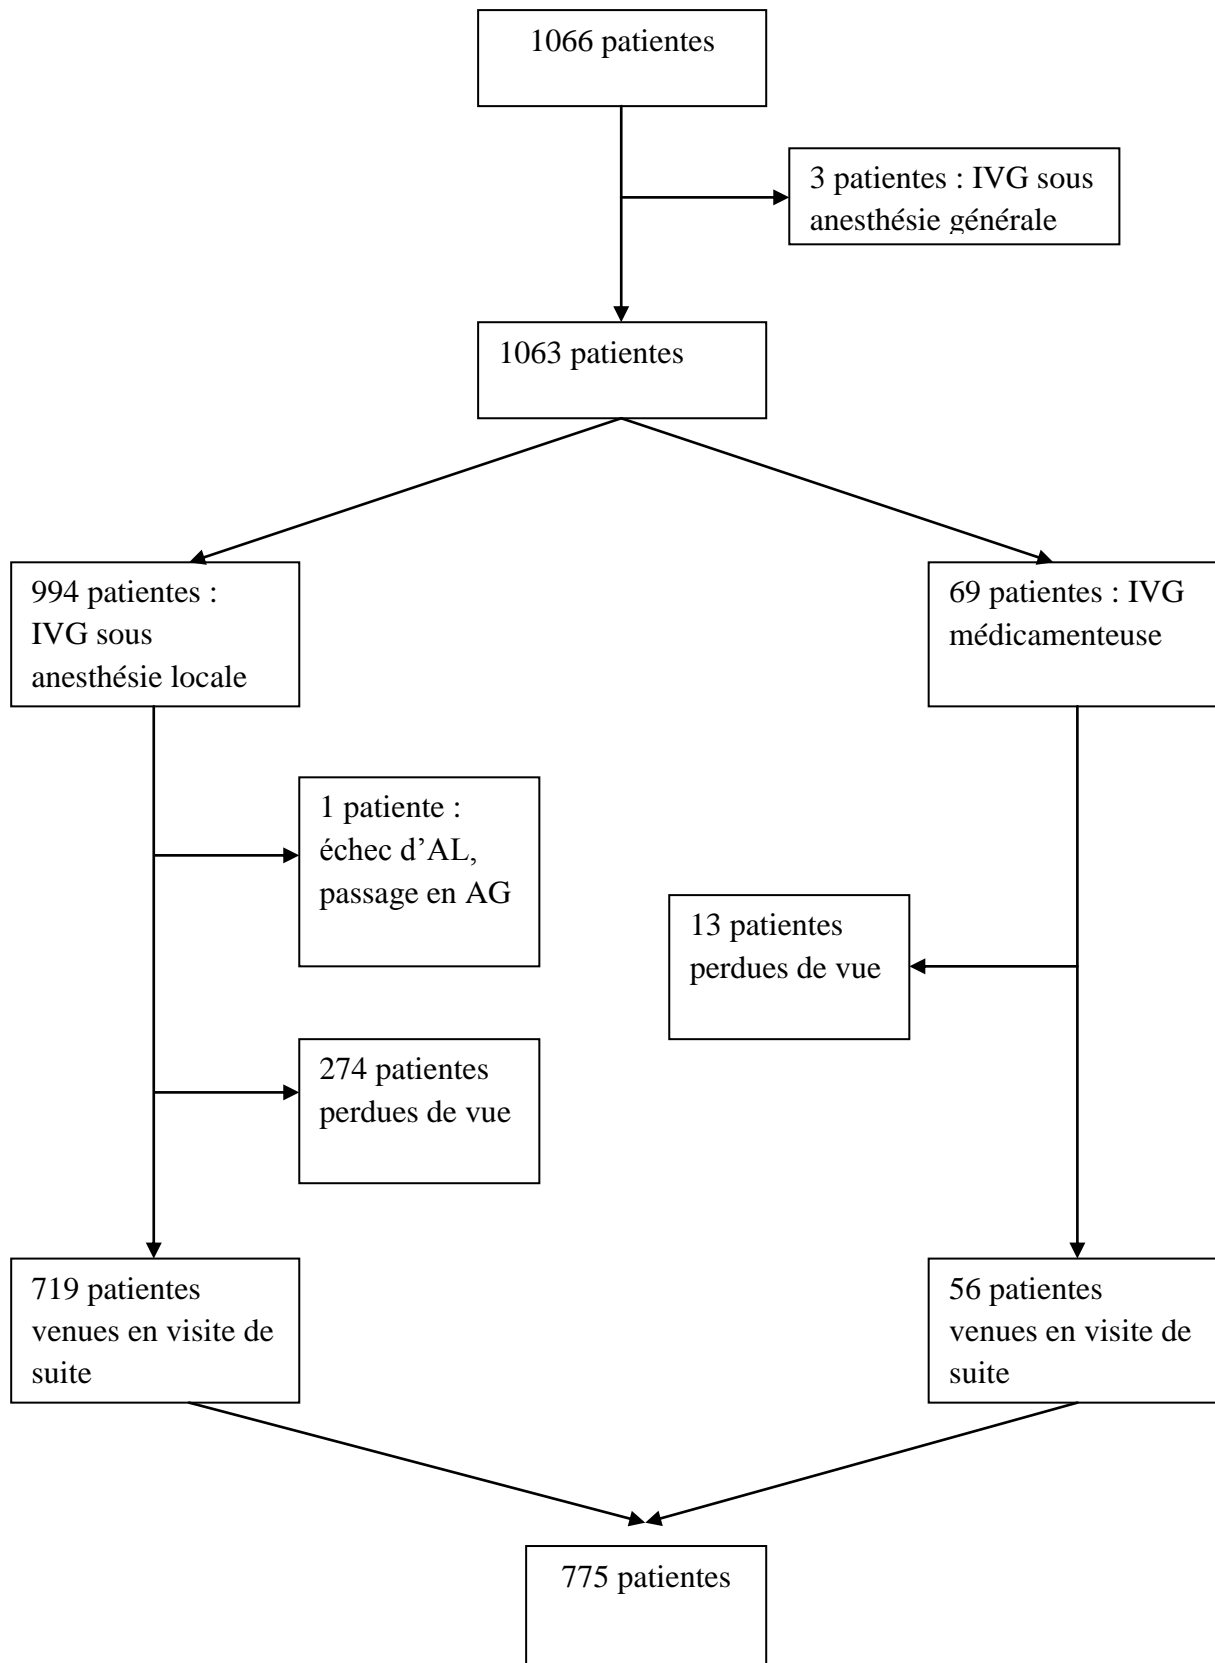 1066 patientes
3 patientes : IVG sous
anesthésie générale
1063 patientes
994 patientes :
IVG sous
anesthésie locale
69 patientes : IVG
médicamenteuse
1 patiente :
échec d’AL,
passage en AG
13 patientes
perdues de vue
274 patientes
perdues de vue
719 patientes
venues en visite de
suite
56 patientes
venues en visite de
suite
775 patientes